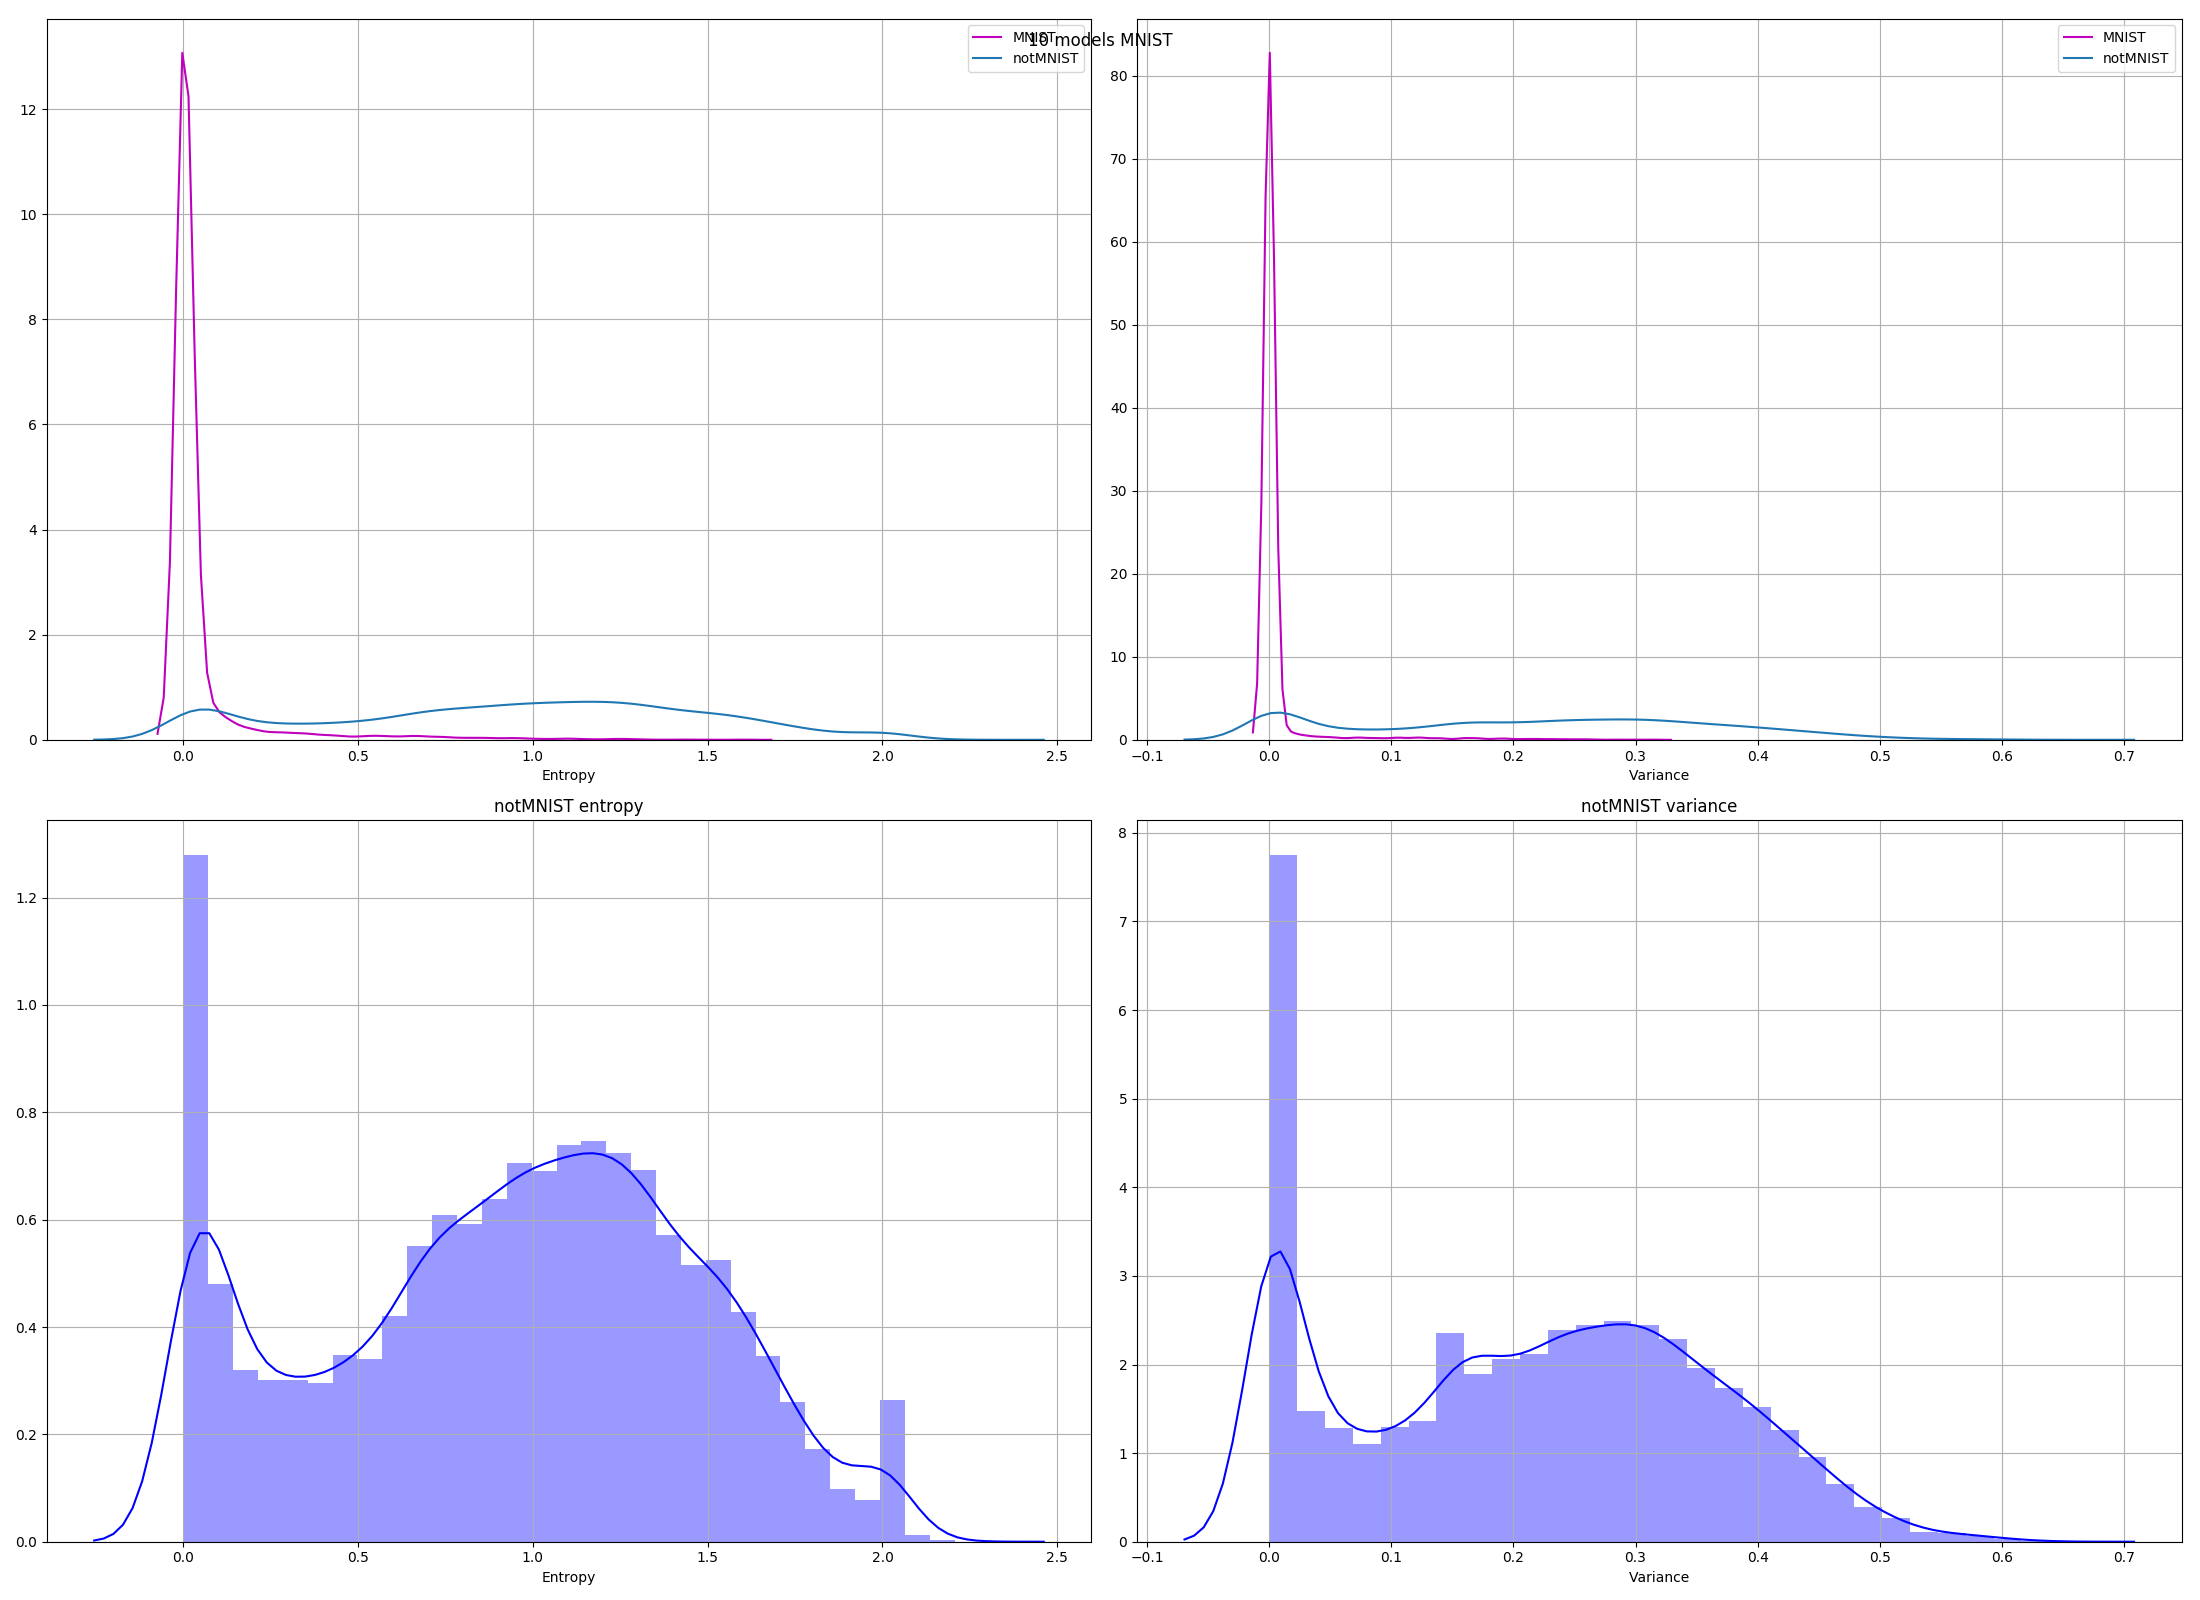 10 models MNIST
MNIST
notMNIST
12
10
8
6
4
2
0
0.0 0.5 1.0 1.5 2.0 2.5
Entropy
MNIST
notMNIST
80
70
60
50
40
30
20
10
0
−0.1 0.0 0.1 0.2 0.3 0.4 0.5 0.6 0.7
Variance
notMNIST entropy
1.2
1.0
0.8
0.6
0.4
0.2
0.0
0.0 0.5 1.0 1.5 2.0 2.5
Entropy
notMNIST variance
8
7
6
5
4
3
2
1
0
−0.1 0.0 0.1 0.2 0.3 0.4 0.5 0.6 0.7
Variance